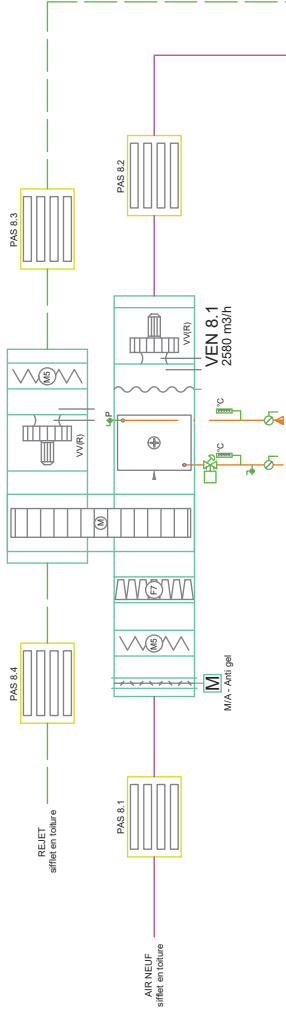 PAS 8.4
PAS 8.3
REJET
sifflet en toiture
M5
VV(R)
M
PAS 8.1
PAS 8.2
AIR NEUF
sifflet en toiture
M5
F7
P
VV(R)
M
M/A - Anti gel
VEN 8.1
2580 m3/h
°C
°C